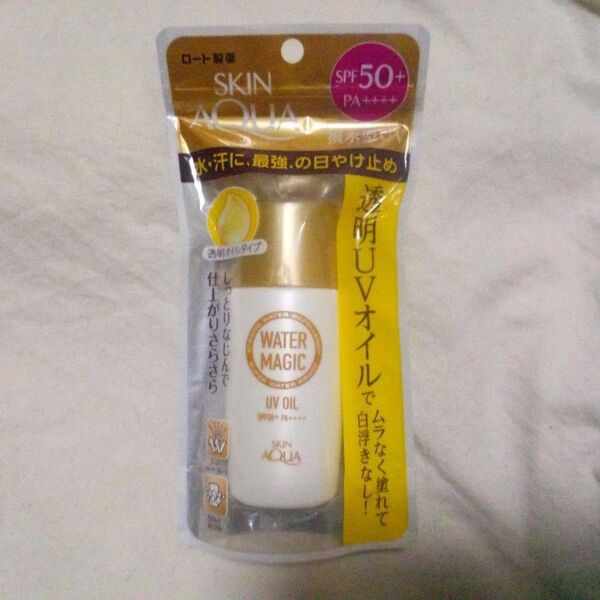 ロート製薬
SKIN
AQUA
SPF50+
PA++++
水・汗に、最強の日やけ止め
透明オイルタイプ
透明UVオイルで
ムラなく塗れて
白浮きなし!
しっとりなじんで
仕上がりさらさら
WATER
MAGIC
UV OIL
SPF50+ PA++++
SKIN
AQUA